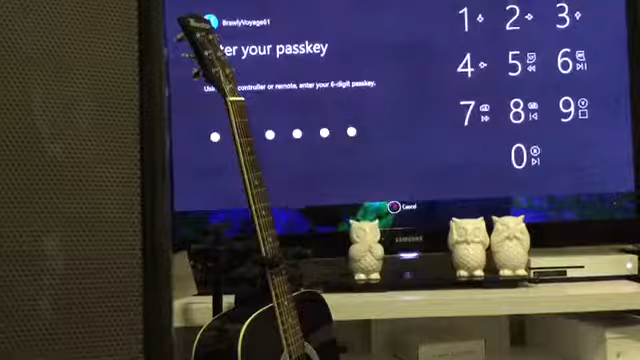 BrawlyVoyage61
er your passkey
controller or remote, enter your 6-digit passkey.
1 2 3
4 5 6
7 8 9
0
Cancel
SAMSUNG